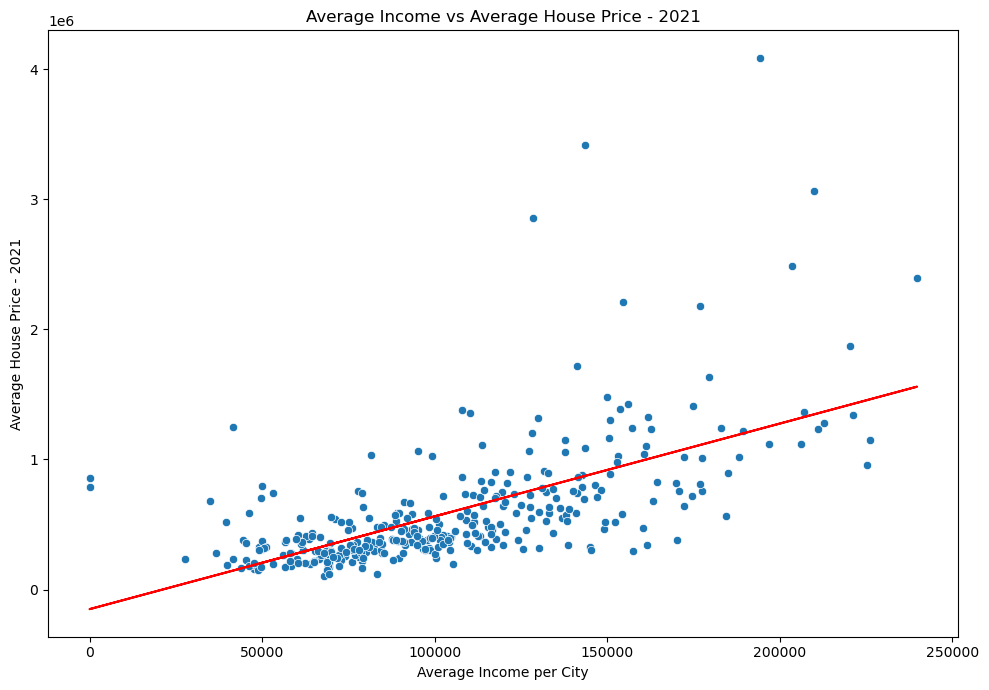 Average Income vs Average House Price - 2021
1e6
4
3
2
1
0
Average House Price - 2021
0
50000
100000
150000
200000
250000
Average Income per City